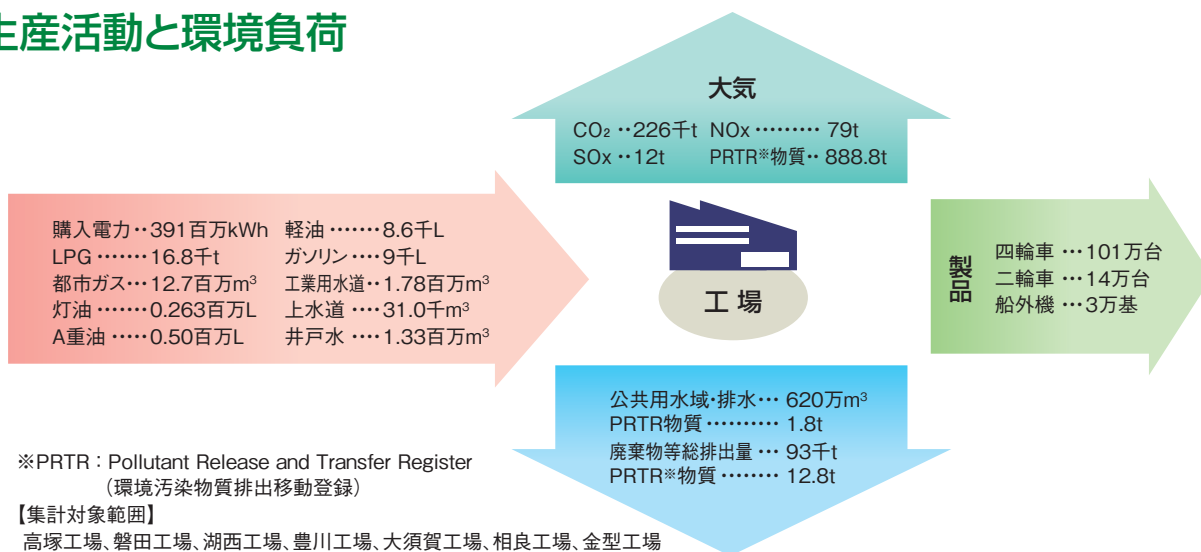 生産活動と環境負荷
大気
CO₂ ‥226千t NOx ……… 79t
SOx ‥12t PRTR※物質‥ 888.8t
購入電力‥391百万kWh 軽油 ‥‥‥‥8.6千L
LPG ‥‥‥‥16.8千t ガソリン ‥‥‥9千L
都市ガス…12.7百万m³ 工業用水道‥1.78百万m³
灯油 ‥‥‥‥0.263百万L 上水道 ‥‥‥31.0千m³
A重油 ‥‥‥0.50百万L 井戸水 ‥‥1.33百万m³
工 場
製品
四輪車 …101万台
二輪車 …14万台
船外機 …3万基
公共用水域・排水… 620万m³
PRTR物質 ‥‥‥‥‥ 1.8t
廃棄物等総排出量 … 93千t
PRTR※物質 ‥‥‥‥ 12.8t
※PRTR：Pollutant Release and Transfer Register
（環境汚染物質排出移動登録）
【集計対象範囲】
高塚工場、磐田工場、湖西工場、豊川工場、大須賀工場、相良工場、金型工場